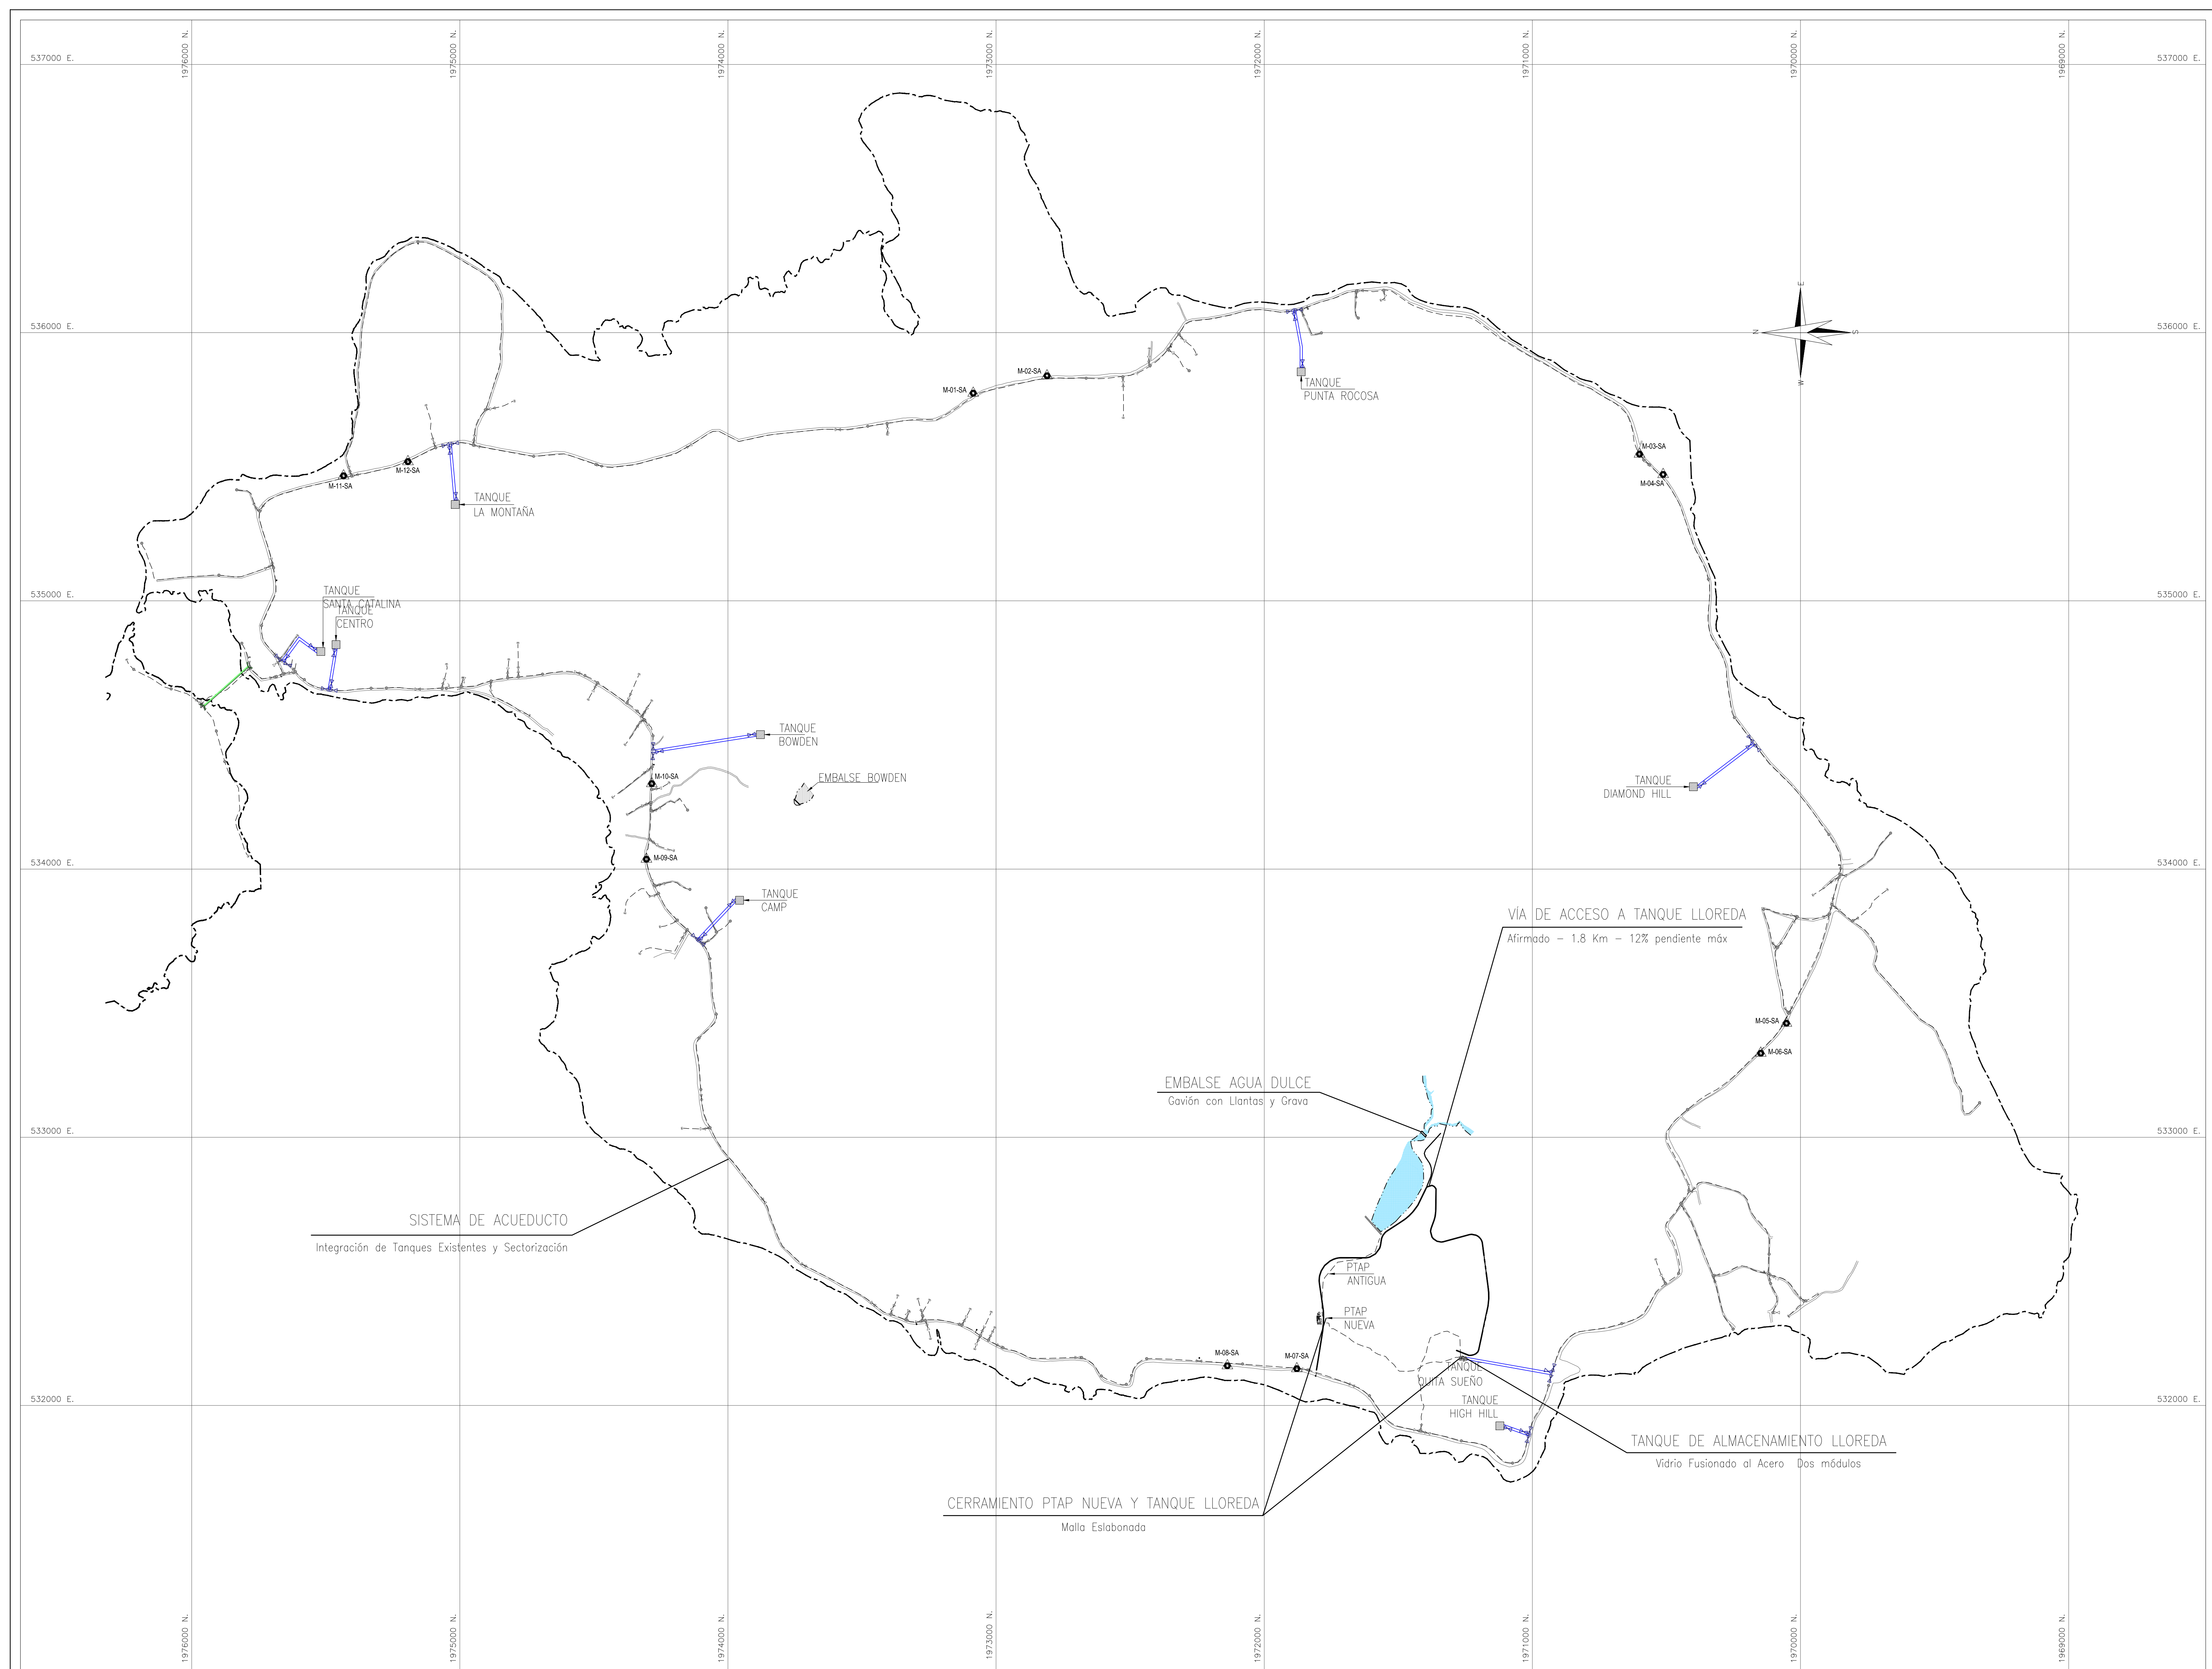 1976000 N.
1975000 N.
1974000 N.
1973000 N.
1972000 N.
1971000 N.
1970000 N.
1969000 N.
537000 E.
537000 E.
536000 E.
536000 E.
E
N
S
W
M-02-SA
M-01-SA
TANQUE
PUNTA ROCOSA
M-03-SA
M-04-SA
M-12-SA
M-11-SA
TANQUE
LA MONTAÑA
535000 E.
535000 E.
TANQUE
SANTA CATALINA
TANQUE
CENTRO
TANQUE
BOWDEN
M-10-SA
EMBALSE BOWDEN
TANQUE
DIAMOND HILL
534000 E.
534000 E.
M-09-SA
TANQUE
CAMP
VÍA DE ACCESO A TANQUE LLOREDA
Afirmado - 1.8 Km - 12% pendiente máx
M-05-SA
M-06-SA
EMBALSE AGUA DULCE
Gavión con Llantas y Grava
533000 E.
533000 E.
SISTEMA DE ACUEDUCTO
Integración de Tanques Existentes y Sectorización
PTAP
ANTIGUA
PTAP
NUEVA
M-08-SA
M-07-SA
TANQUE
QUITA SUEÑO
532000 E.
532000 E.
TANQUE
HIGH HILL
TANQUE DE ALMACENAMIENTO LLOREDA
Vidrio Fusionado al Acero Dos módulos
CERRAMIENTO PTAP NUEVA Y TANQUE LLOREDA
Malla Eslabonada
1976000 N.
1975000 N.
1974000 N.
1973000 N.
1972000 N.
1971000 N.
1970000 N.
1969000 N.